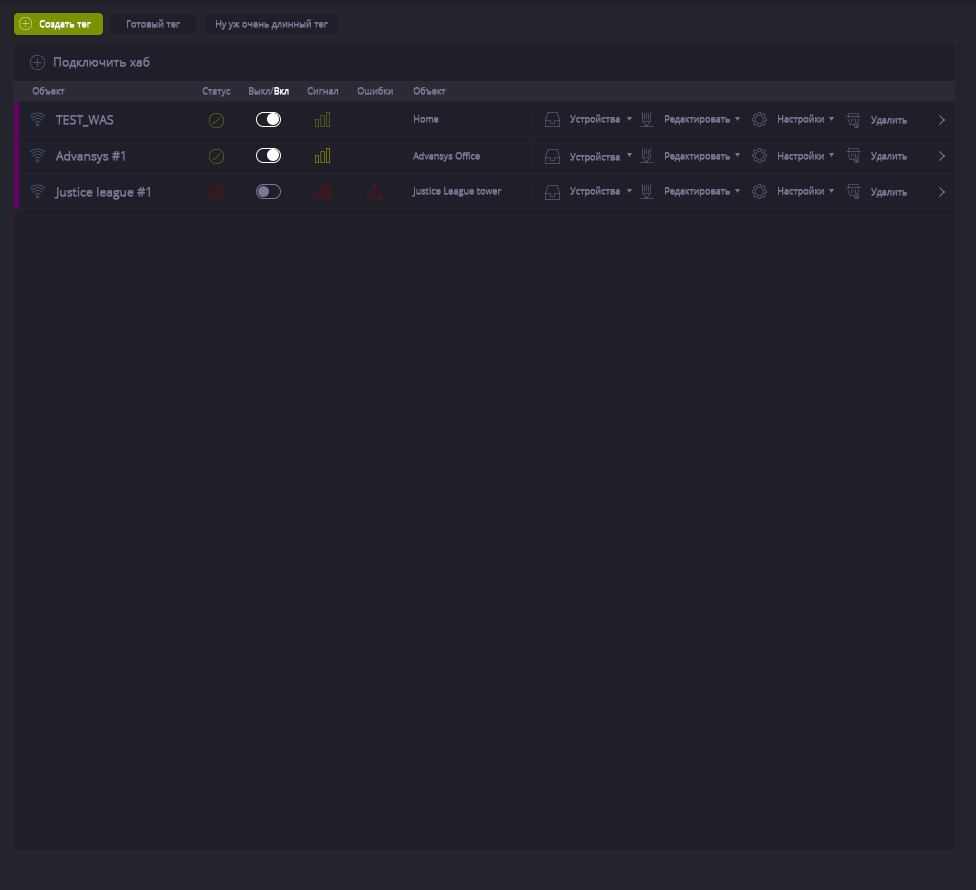 Создать тег Готовый тег Ну уж очень длинный тег
Подключить хаб
Объект Статус Выкл/Вкл Сигнал Ошибки Объект
TEST_WAS Home Устройства Редактировать Настройки Удалить
Advansys #1 Advansys Office Устройства Редактировать Настройки Удалить
Justice league #1 Justice League tower Устройства Редактировать Настройки Удалить